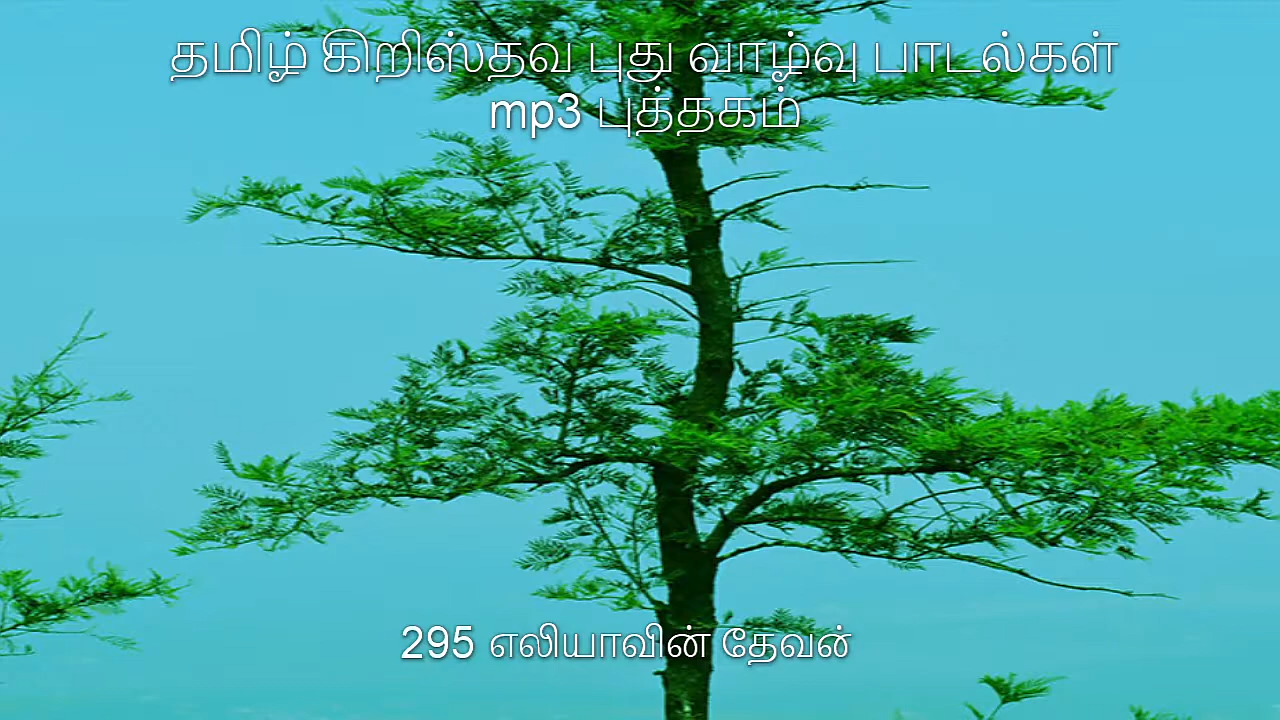 தமிழ் கிறிஸ்தவ புது வாழ்வு பாடல்கள்
mp3 புத்தகம்
295 எலியாவின் தேவன்